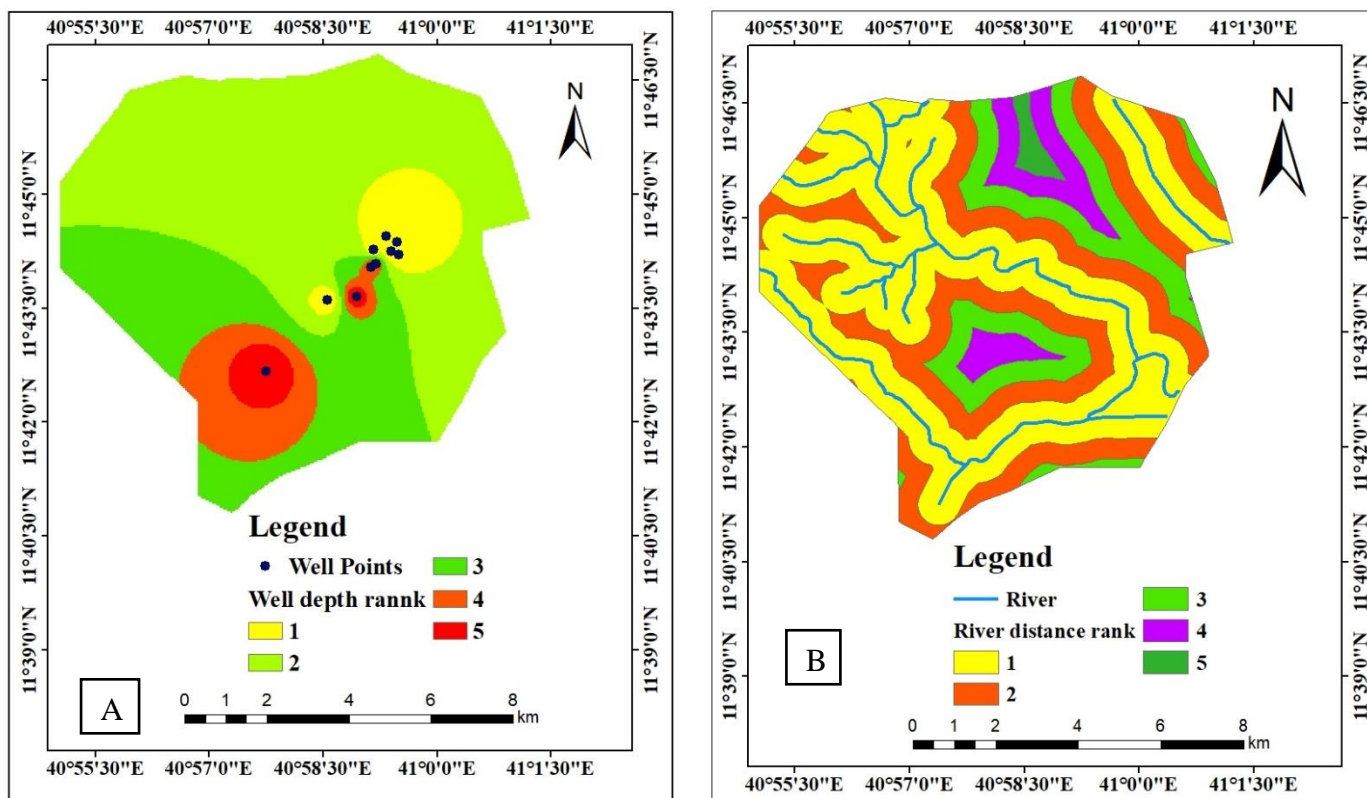 40°55'30"E 40°57'0"E 40°58'30"E 41°0'0"E 41°1'30"E
N
11°46'30"N
11°45'0"N
11°43'30"N
11°42'0"N
11°40'30"N
11°39'0"N
11°46'30"N
11°45'0"N
11°43'30"N
11°42'0"N
11°40'30"N
11°39'0"N
Legend
Well Points
Well depth rannk
1
2
3
4
5
A
0 1 2 4 6 8
km
40°55'30"E 40°57'0"E 40°58'30"E 41°0'0"E
40°55'30"E 40°57'0"E 40°58'30"E 41°0'0"E 41°1'30"E
N
11°46'30"N
11°45'0"N
11°43'30"N
11°42'0"N
11°40'30"N
11°39'0"N
11°46'30"N
11°45'0"N
11°43'30"N
11°42'0"N
11°40'30"N
11°39'0"N
Legend
River
River distance rank
1
2
3
4
5
B
0 1 2 4 6 8
km
40°55'30"E 40°57'0"E 40°58'30"E 41°0'0"E 41°1'30"E